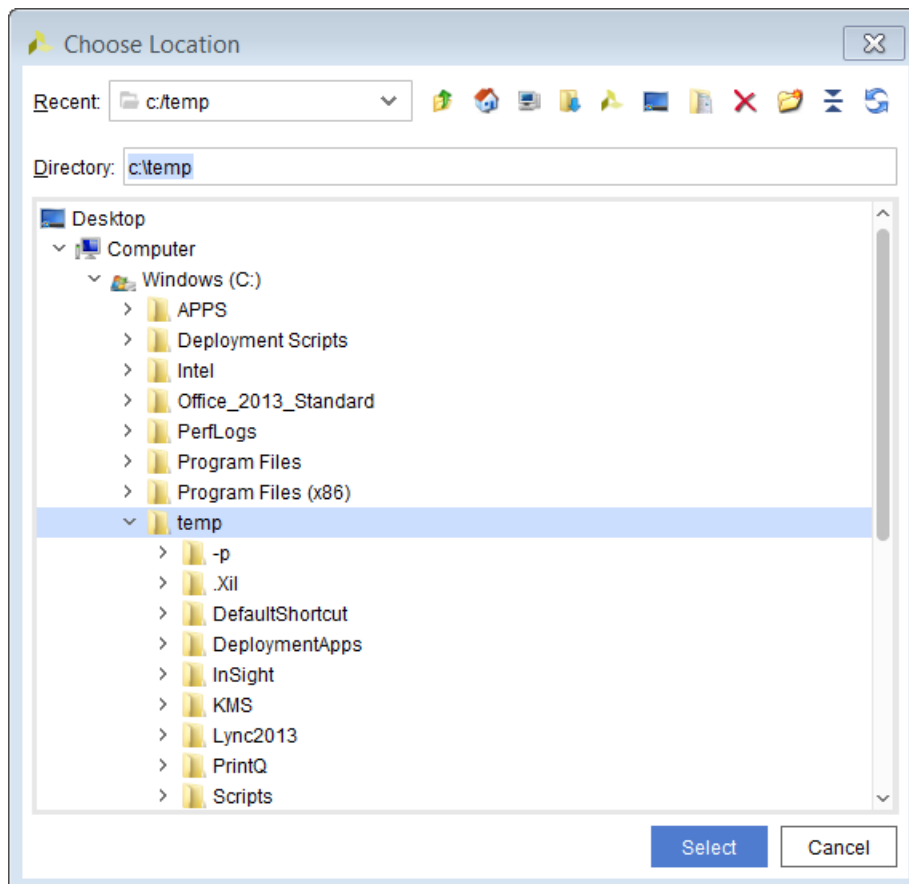 Choose Location
Recent: c:/temp
Directory: c:\temp
Desktop
Computer
Windows (C:)
APPS
Deployment Scripts
Intel
Office_2013_Standard
PerfLogs
Program Files
Program Files (x86)
temp
-p
.Xil
DefaultShortcut
DeploymentApps
InSight
KMS
Lync2013
PrintQ
Scripts
Select Cancel